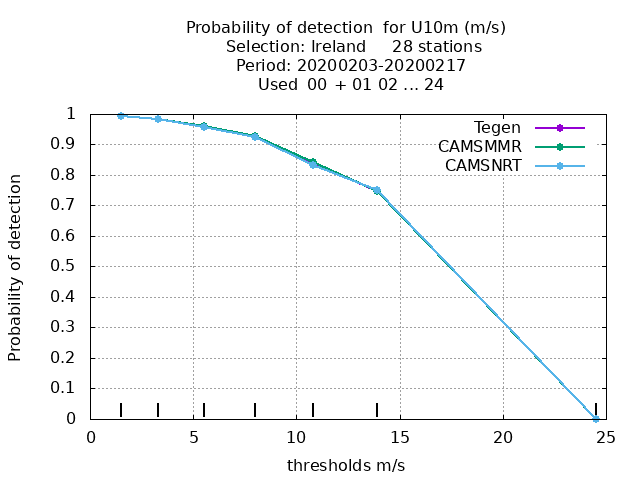 Probability of detection  for U10m (m/s)
Selection: Ireland     28 stations
Period: 20200203-20200217
Used  00  + 01 02 ... 24
Tegen
CAMSMMR
CAMSNRT
Probability of detection
1
0.9
0.8
0.7
0.6
0.5
0.4
0.3
0.2
0.1
0
0 5 10 15 20 25
thresholds m/s